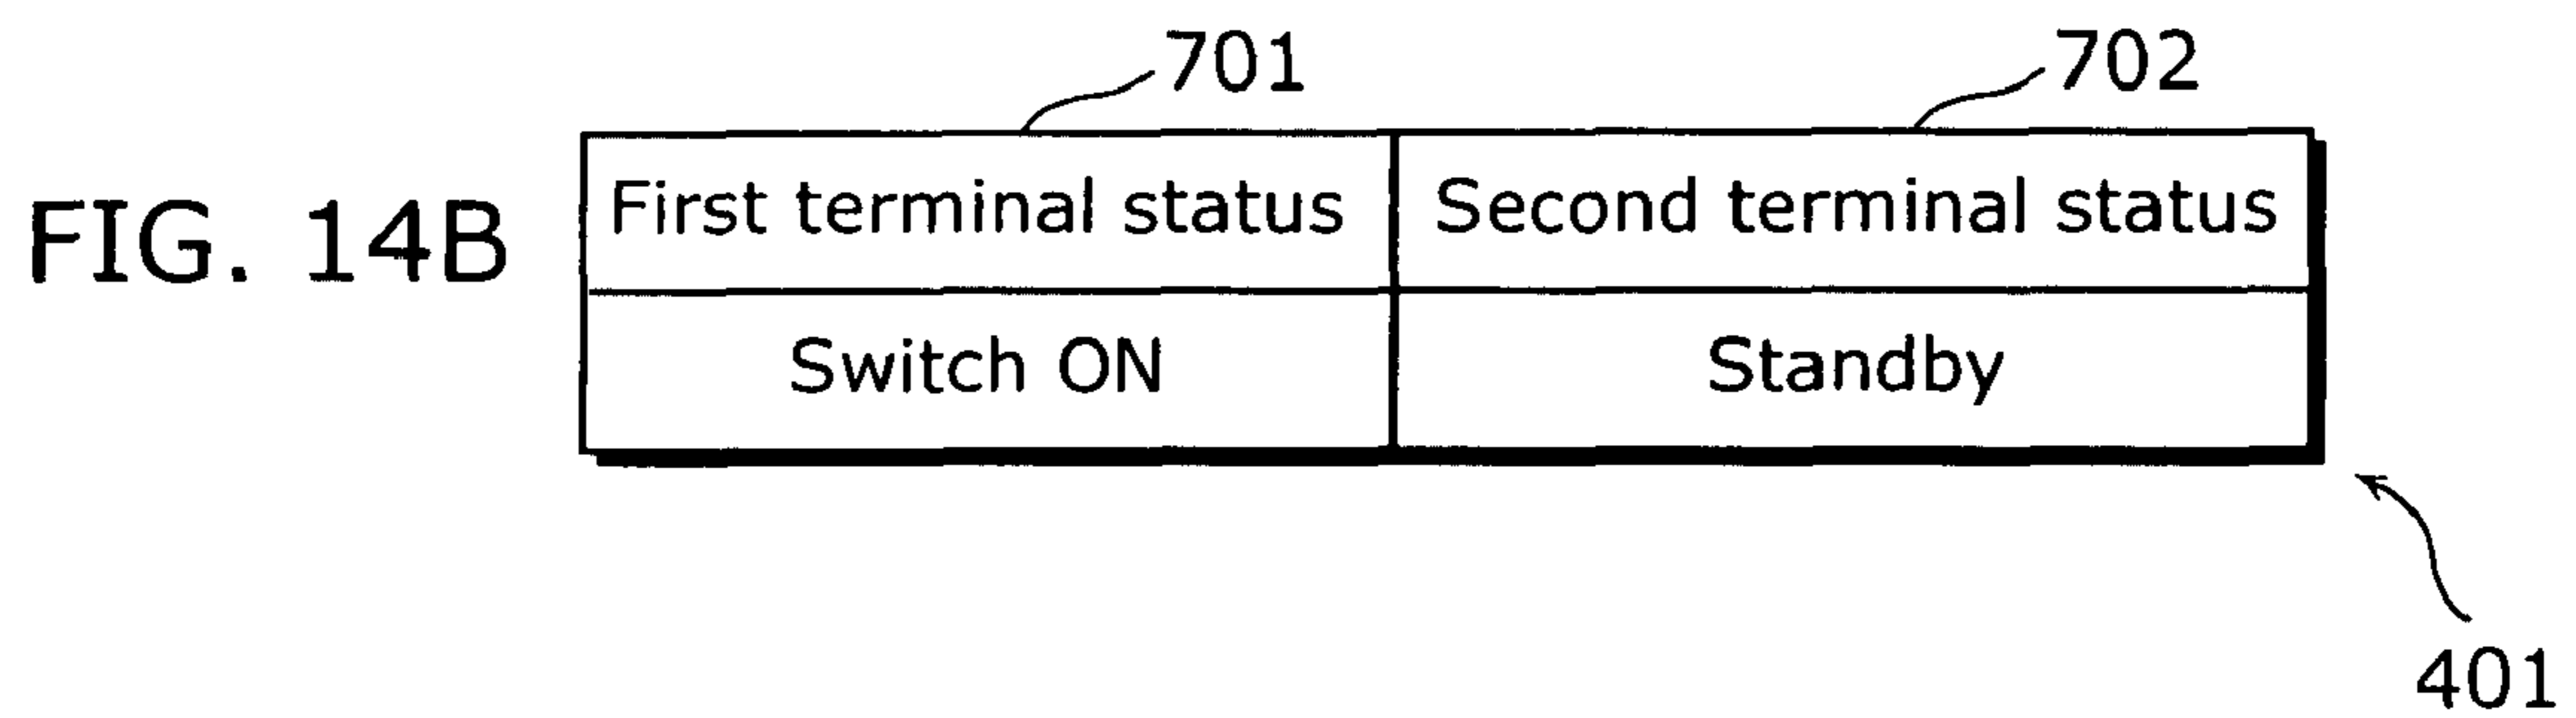 701 702
FIG. 14B
First terminal status Second terminal status
Switch ON Standby
401